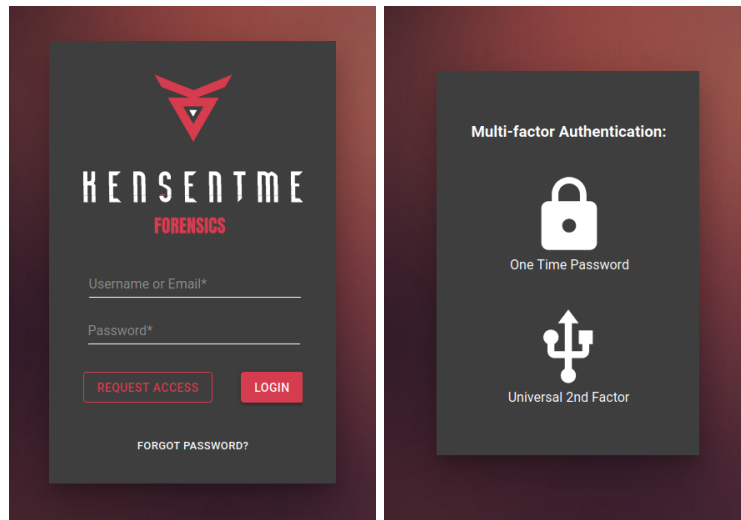 KENSENTME
FORENSICS
Username or Email*
Password*
REQUEST ACCESS
LOGIN
FORGOT PASSWORD?
Multi-factor Authentication:
One Time Password
Universal 2nd Factor